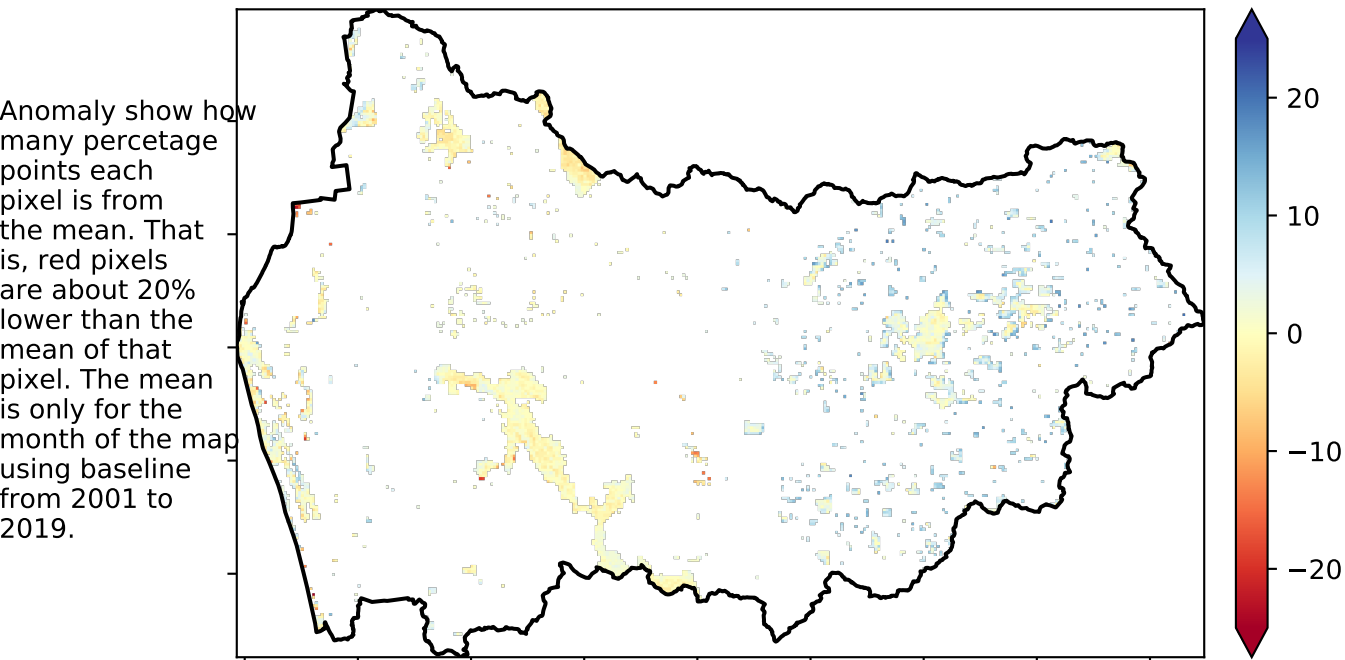 Anomaly show how
many percetage
points each
pixel is from
the mean. That
is, red pixels
are about 20%
lower than the
mean of that
pixel. The mean
is only for the
month of the map
using baseline
from 2001 to
2019.
20
10
0
−10
−20